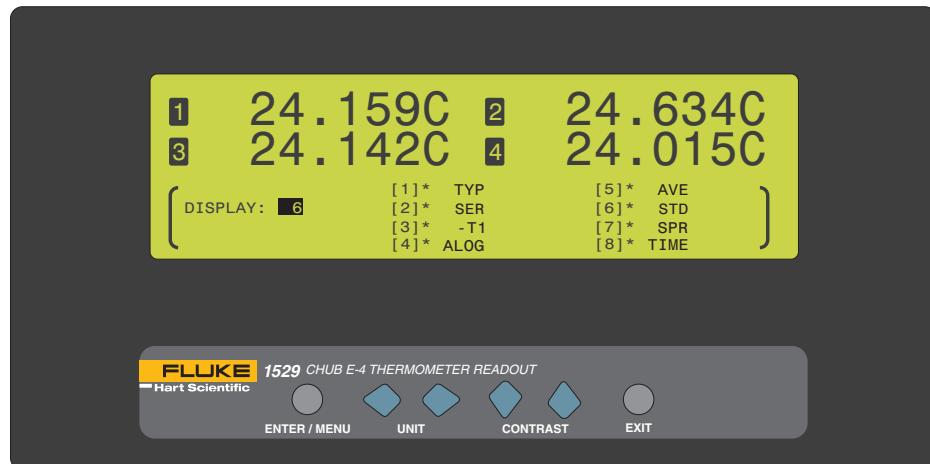 1 24.159C 2 24.634C
3 24.142C 4 24.015C
DISPLAY: 6
[1]* TYP
[2]* SER
[3]* -T1
[4]* ALOG
[5]* AVE
[6]* STD
[7]* SPR
[8]* TIME
FLUKE
Hart Scientific
1529 CHUB E-4 THERMOMETER READOUT
ENTER / MENU UNIT CONTRAST EXIT